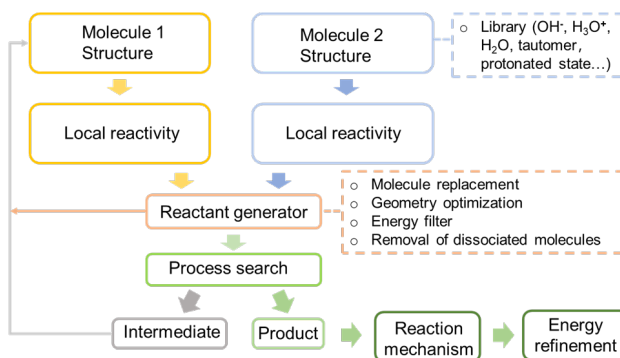 Molecule 1
Structure
Molecule 2
Structure
○ Library (OH⁻, H₃O⁺,
H₂O, tautomer,
protonated state…)
Local reactivity
Local reactivity
Reactant generator
○ Molecule replacement
○ Geometry optimization
○ Energy filter
○ Removal of dissociated molecules
Process search
Intermediate
Product
Reaction
mechanism
Energy
refinement